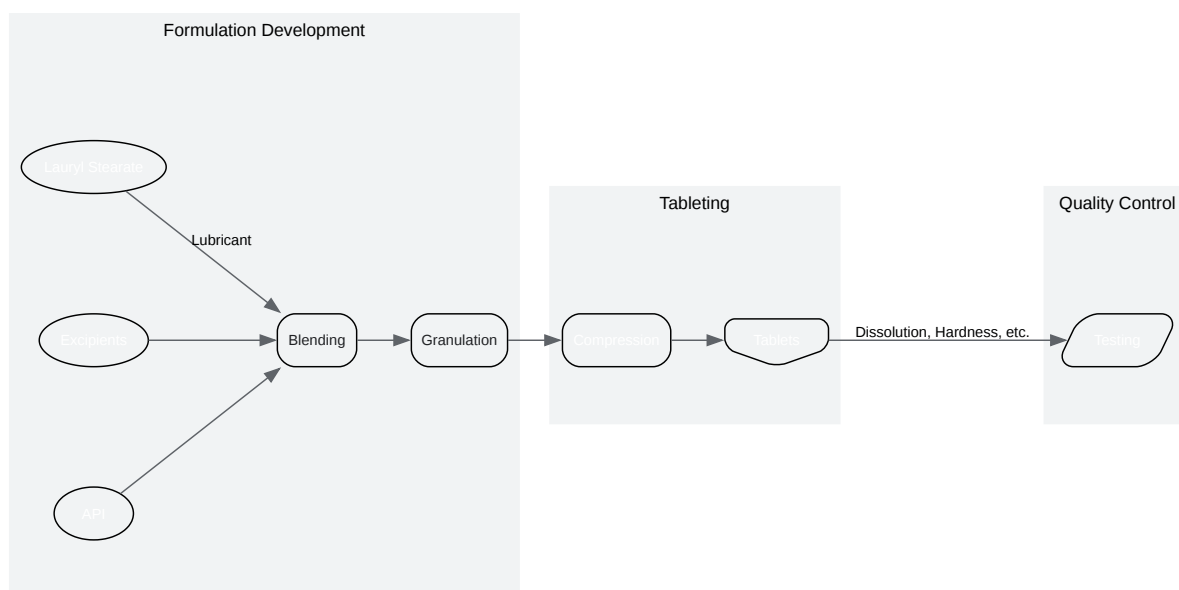 Formulation Development
Lauryl Stearate
Lubricant
Excipients
Blending
Granulation
API
Tableting
Compression
Tablets
Dissolution, Hardness, etc.
Quality Control
Testing